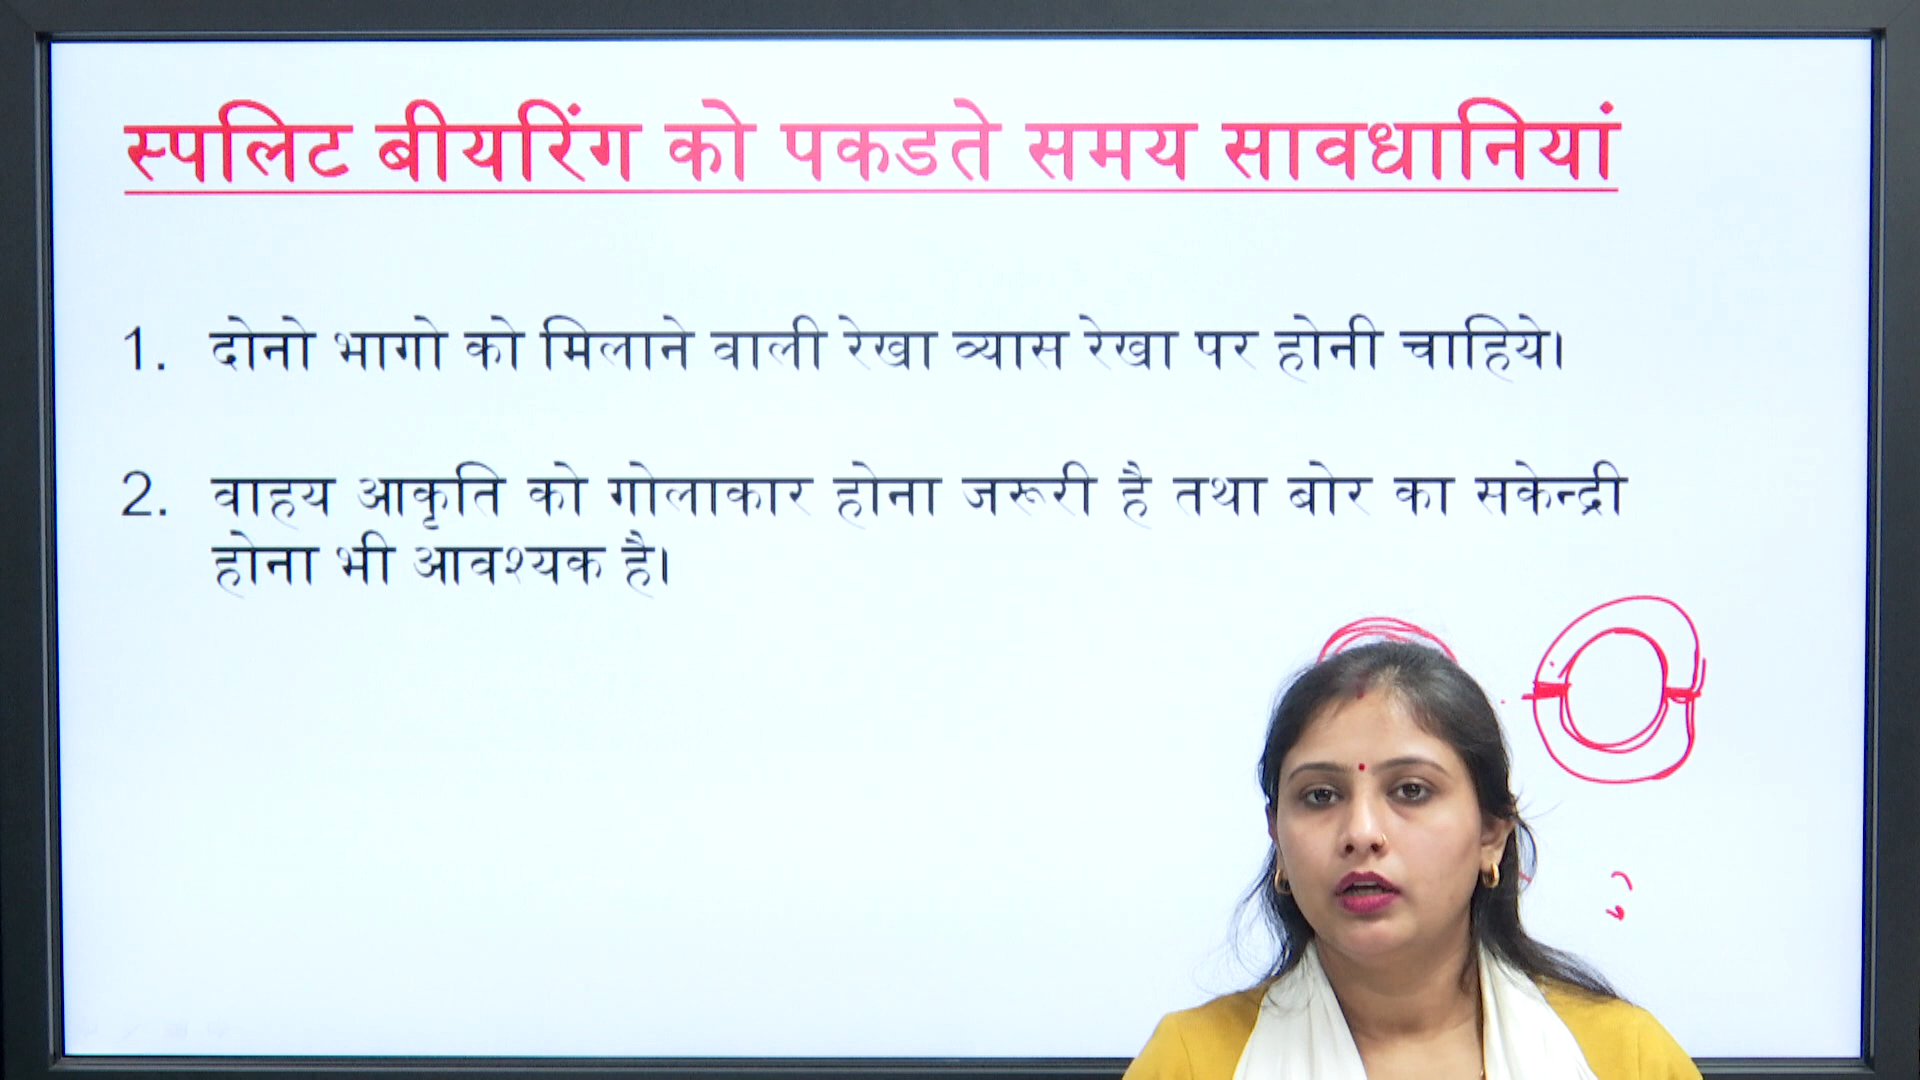 स्पलिट बीयरिंग को पकडते समय सावधानियां
1. दोनो भागो को मिलाने वाली रेखा व्यास रेखा पर होनी चाहिये।
2. वाहय आकृति को गोलाकार होना जरूरी है तथा बोर का सकेन्द्री
होना भी आवश्यक है।